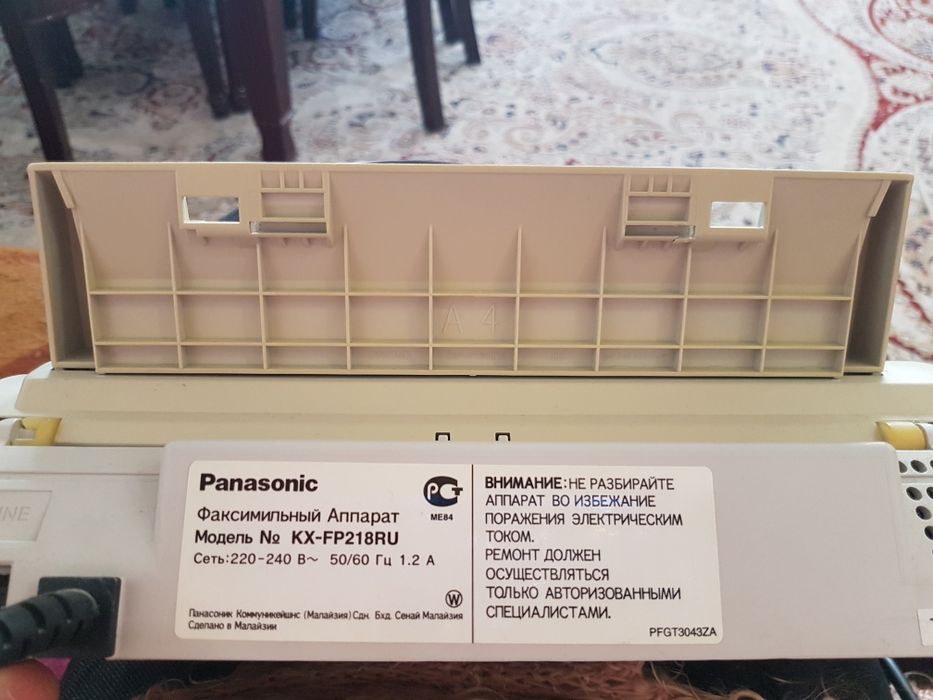 A 4
Panasonic
РСТ
ME84
Факсимильный Аппарат
Модель № KX-FP218RU
Сеть:220-240 В~ 50/60 Гц 1.2 А
W
Панасоник Коммуникейшнс (Малайзия) Сдн. Бхд. Сенай Малайзия
Сделано в Малайзии
ВНИМАНИЕ: НЕ РАЗБИРАЙТЕ
АППАРАТ ВО ИЗБЕЖАНИЕ
ПОРАЖЕНИЯ ЭЛЕКТРИЧЕСКИМ
ТОКОМ.
РЕМОНТ ДОЛЖЕН
ОСУЩЕСТВЛЯТЬСЯ
ТОЛЬКО АВТОРИЗОВАННЫМИ
СПЕЦИАЛИСТАМИ.
PFGT3043ZA